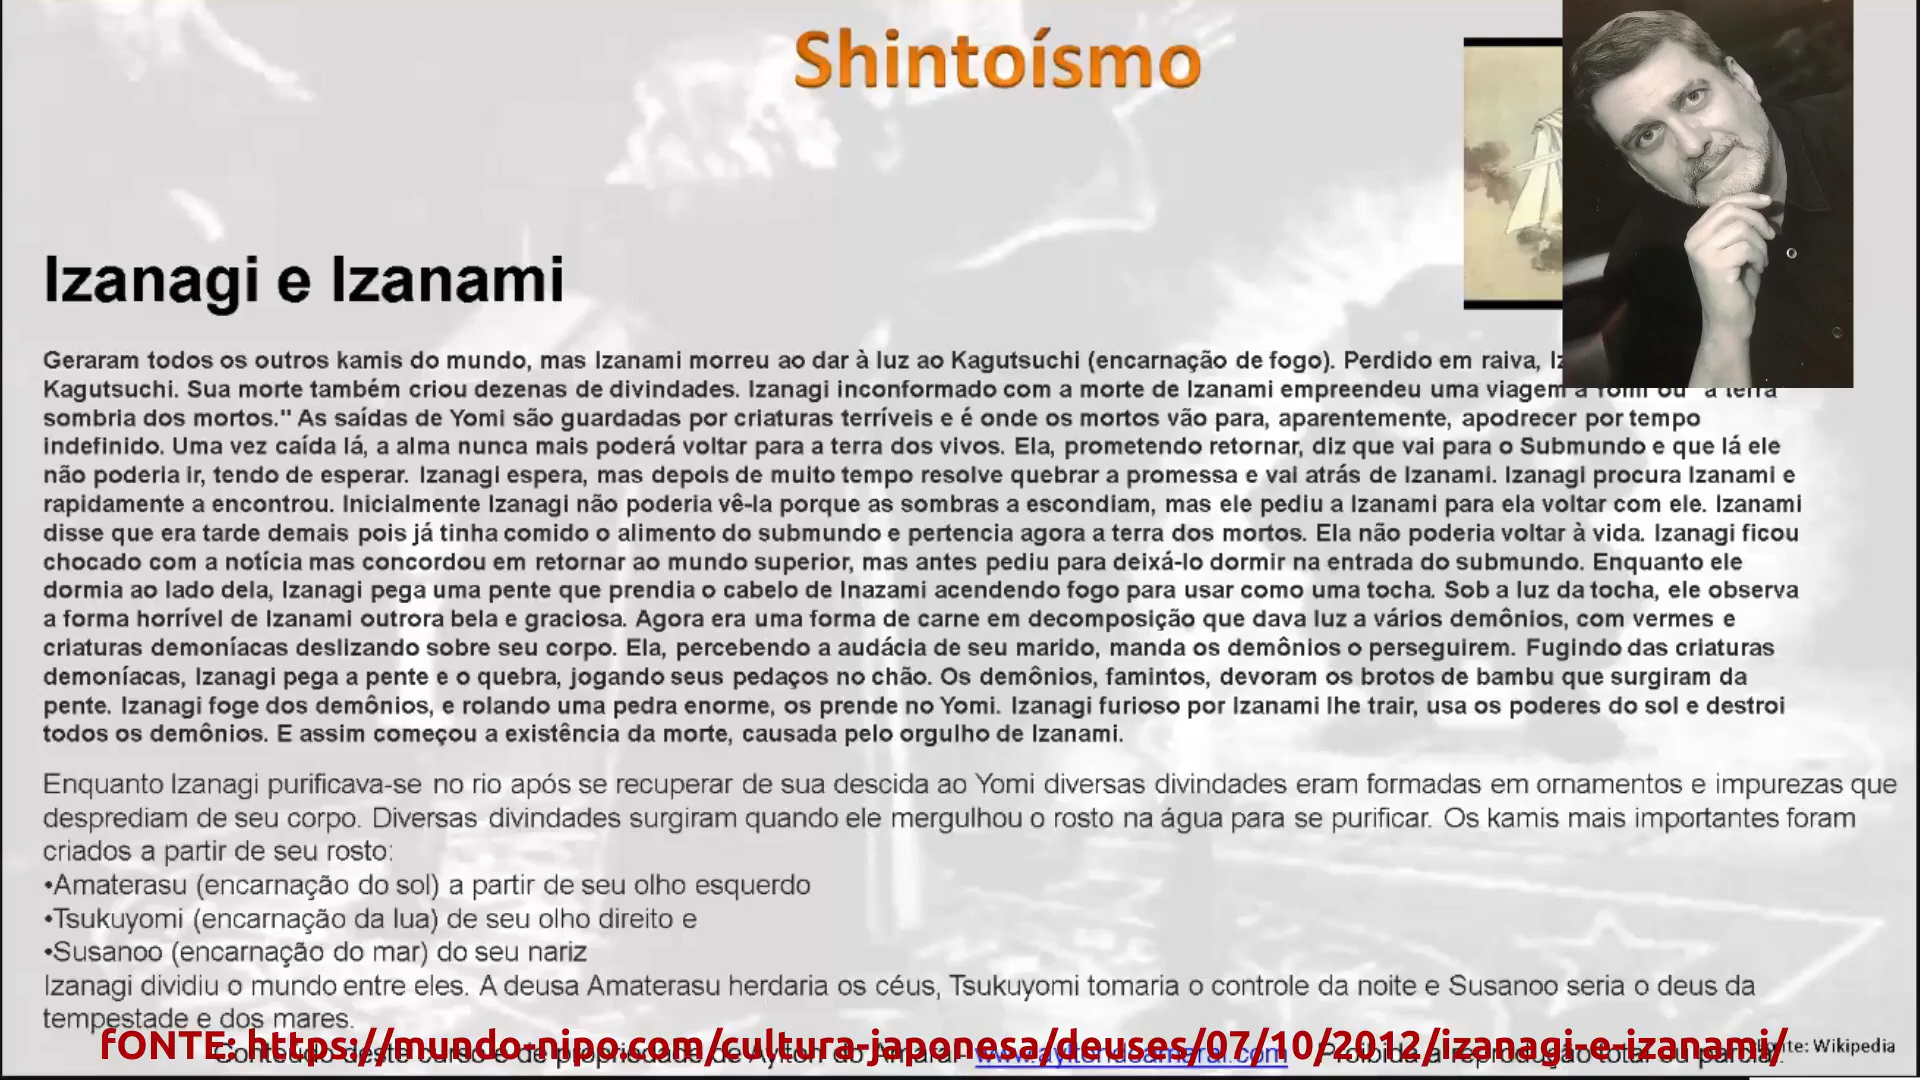 Shintoísmo
Izanagi e Izanami
Geraram todos os outros kamis do mundo, mas Izanami morreu ao dar à luz ao Kagutsuchi (encarnação de fogo). Perdido em raiva,
Kagutsuchi. Sua morte também criou dezenas de divindades. Izanagi inconformado com a morte de Izanami empreendeu uma viagem a Yomi ou "a terra
sombria dos mortos." As saídas de Yomi são guardadas por criaturas terríveis e é onde os mortos vão para, aparentemente, apodrecer por tempo
indefinido. Uma vez caída lá, a alma nunca mais poderá voltar para a terra dos vivos. Ela, prometendo retornar, diz que vai para o Submundo e que lá ele
não poderia ir, tendo de esperar. Izanagi espera, mas depois de muito tempo resolve quebrar a promessa e vai atrás de Izanami. Izanagi procura Izanami e
rapidamente a encontrou. Inicialmente Izanagi não poderia vê-la porque as sombras a escondiam, mas ele pediu a Izanami para ela voltar com ele. Izanami
disse que era tarde demais pois já tinha comido o alimento do submundo e pertencia agora a terra dos mortos. Ela não poderia voltar à vida. Izanagi ficou
chocado com a notícia mas concordou em retornar ao mundo superior, mas antes pediu para deixá-lo dormir na entrada do submundo. Enquanto ele
dormia ao lado dela, Izanagi pega uma pente que prendia o cabelo de Inazami acendendo fogo para usar como uma tocha. Sob a luz da tocha, ele observa
a forma horrível de Izanami outrora bela e graciosa. Agora era uma forma de carne em decomposição que dava luz a vários demônios, com vermes e
criaturas demoníacas deslizando sobre seu corpo. Ela, percebendo a audácia de seu marido, manda os demônios o perseguirem. Fugindo das criaturas
demoníacas, Izanagi pega a pente e o quebra, jogando seus pedaços no chão. Os demônios, famintos, devoram os brotos de bambu que surgiram da
pente. Izanagi foge dos demônios, e rolando uma pedra enorme, os prende no Yomi. Izanagi furioso por Izanami lhe trair, usa os poderes do sol e destroi
todos os demônios. E assim começou a existência da morte, causada pelo orgulho de Izanami.
Enquanto Izanagi purificava-se no rio após se recuperar de sua descida ao Yomi diversas divindades eram formadas em ornamentos e impurezas que
desprediam de seu corpo. Diversas divindades surgiram quando ele mergulhou o rosto na água para se purificar. Os kamis mais importantes foram
criados a partir de seu rosto:
•Amaterasu (encarnação do sol) a partir de seu olho esquerdo
•Tsukuyomi (encarnação da lua) de seu olho direito e
•Susanoo (encarnação do mar) do seu nariz
Izanagi dividiu o mundo entre eles. A deusa Amaterasu herdaria os céus, Tsukuyomi tomaria o controle da noite e Susanoo seria o deus da
tempestade e dos mares.
fONTE: https://mundo-nipo.com/cultura-japonesa/deuses/07/10/2012/izanagi-e-izanami/
Conteúdo deste curso é de propriedade de Aylton do Amaral - www.ayltondoamaral.com Proibida a reprodução total ou parcial.
Fonte: Wikipedia